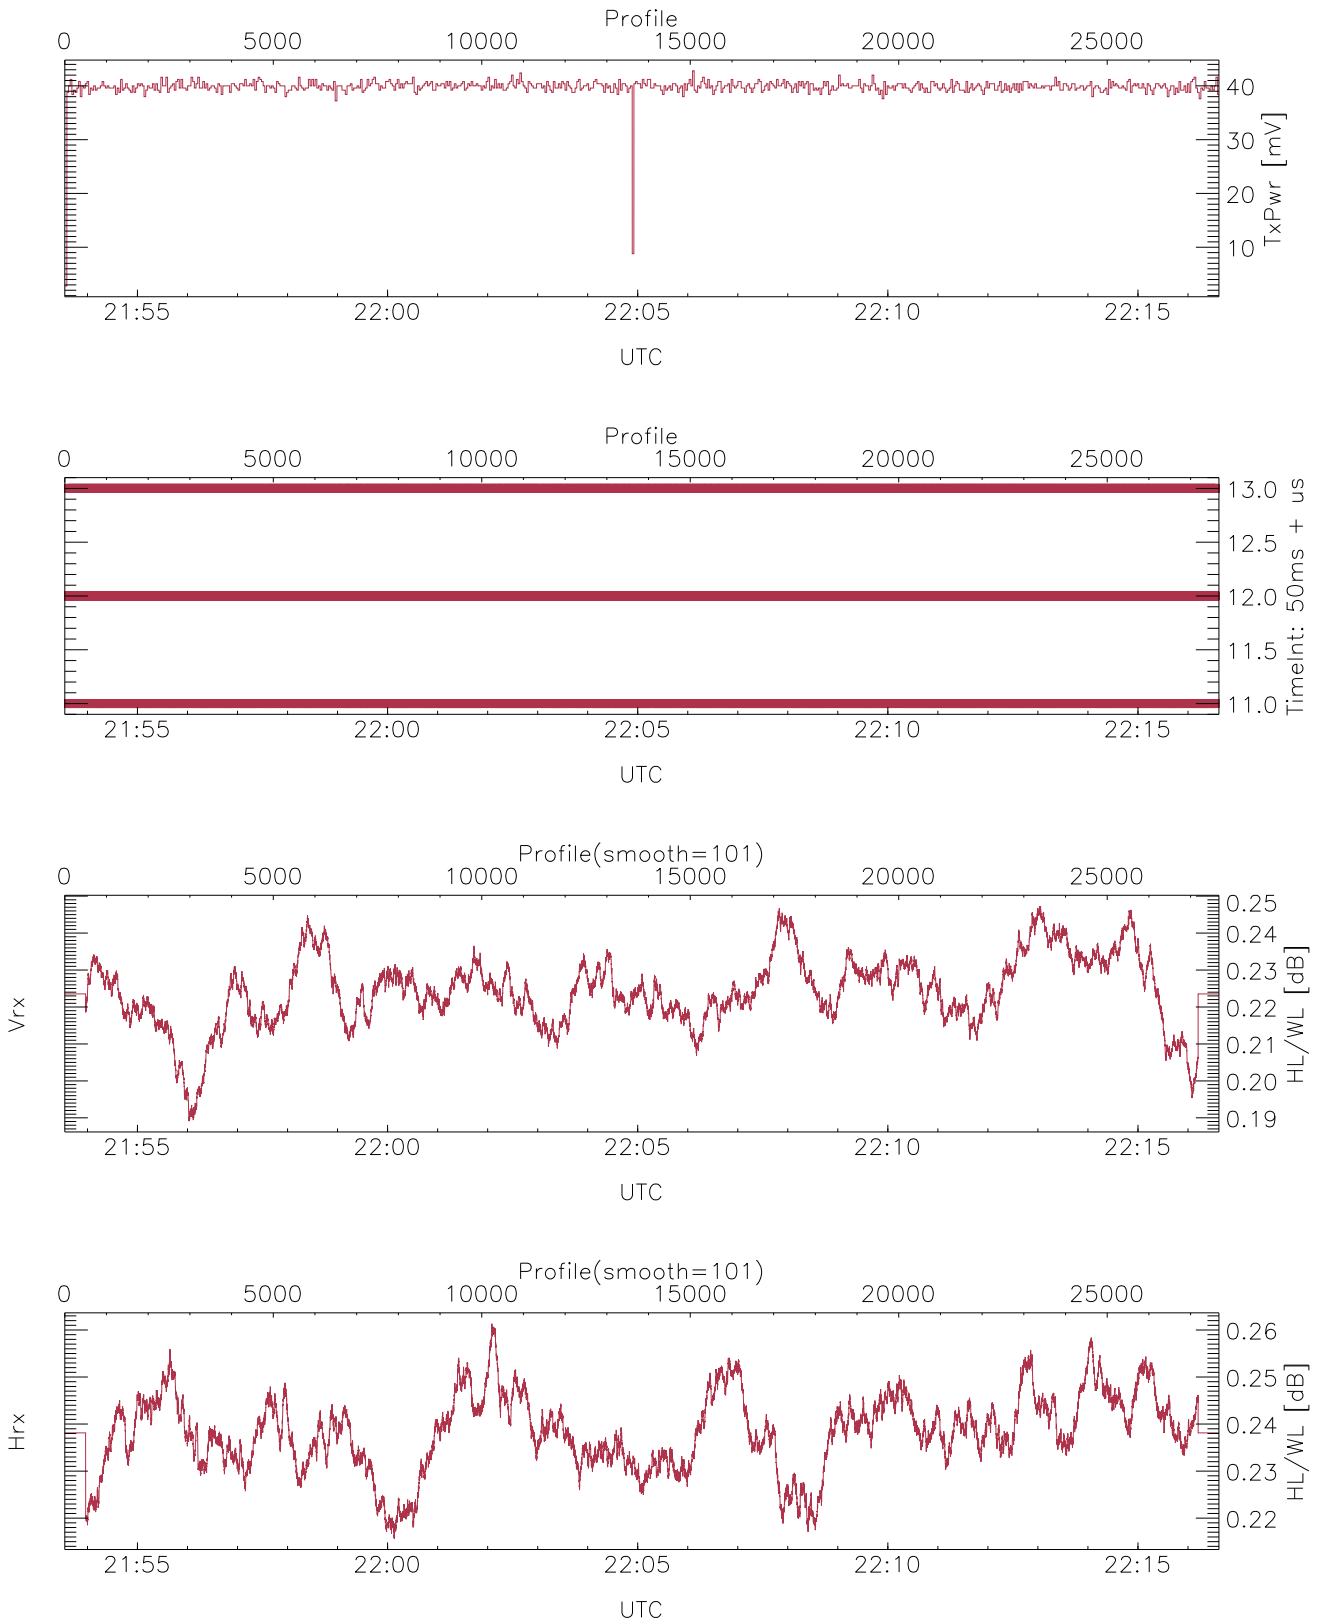 Profile
0 5000 10000 15000 20000 25000
40
30
20
10
TxPwr [mV]
21:55 22:00 22:05 22:10 22:15
UTC
Profile
0 5000 10000 15000 20000 25000
13.0
12.5
12.0
11.5
11.0
TimeInt: 50ms + us
21:55 22:00 22:05 22:10 22:15
UTC
Profile(smooth=101)
0 5000 10000 15000 20000 25000
Vrx
0.25
0.24
0.23
0.22
0.21
0.20
0.19
HL/WL [dB]
21:55 22:00 22:05 22:10 22:15
UTC
Profile(smooth=101)
0 5000 10000 15000 20000 25000
Hrx
0.26
0.25
0.24
0.23
0.22
HL/WL [dB]
21:55 22:00 22:05 22:10 22:15
UTC